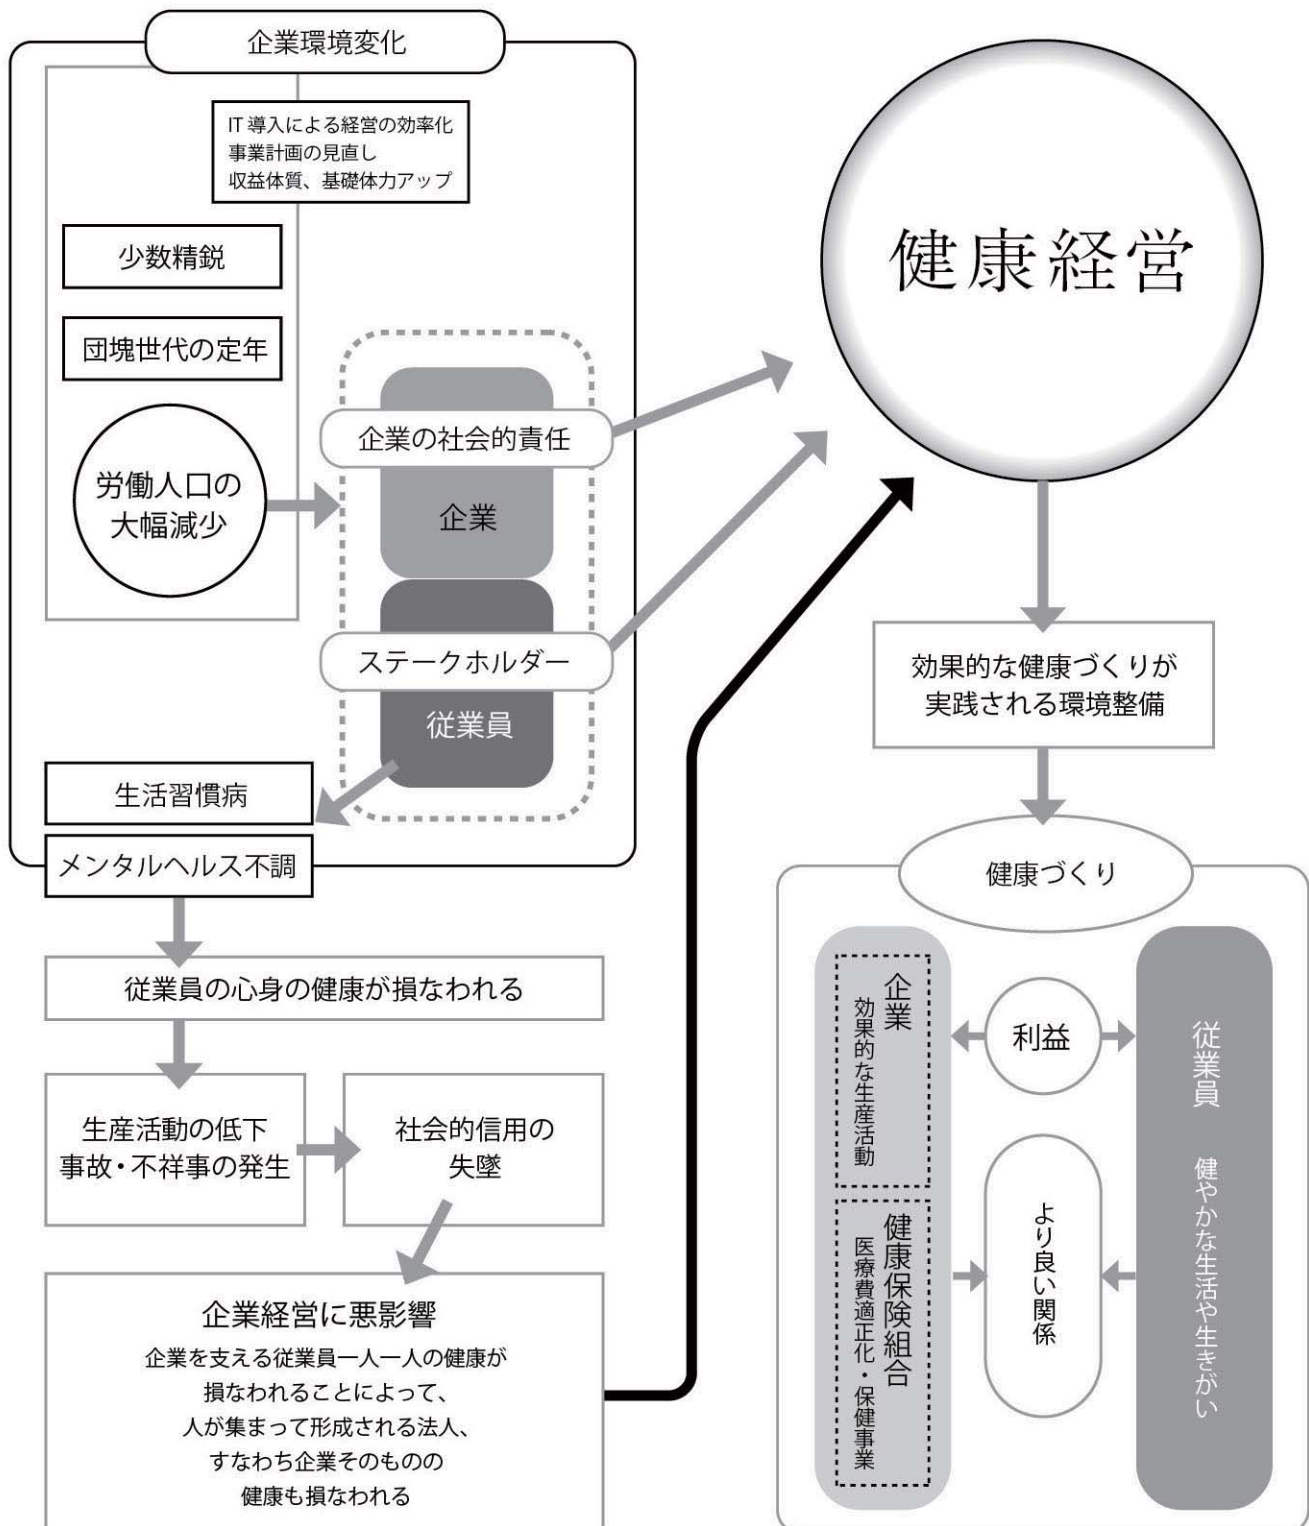 企業環境変化
IT 導入による経営の効率化
事業計画の見直し
収益体質、基礎体力アップ
少数精鋭
団塊世代の定年
労働人口の
大幅減少
企業の社会的責任
企業
ステークホルダー
従業員
生活習慣病
メンタルヘルス不調
従業員の心身の健康が損なわれる
生産活動の低下
事故・不祥事の発生
社会的信用の
失墜
企業経営に悪影響
企業を支える従業員一人一人の健康が
損なわれることによって、
人が集まって形成される法人、
すなわち企業そのものの
健康も損なわれる
健康経営
効果的な健康づくりが
実践される環境整備
健康づくり
企業
効果的な生産活動
健康保険組合
医療費適正化・保健事業
利益
より良い関係
従業員 健やかな生活や生きがい